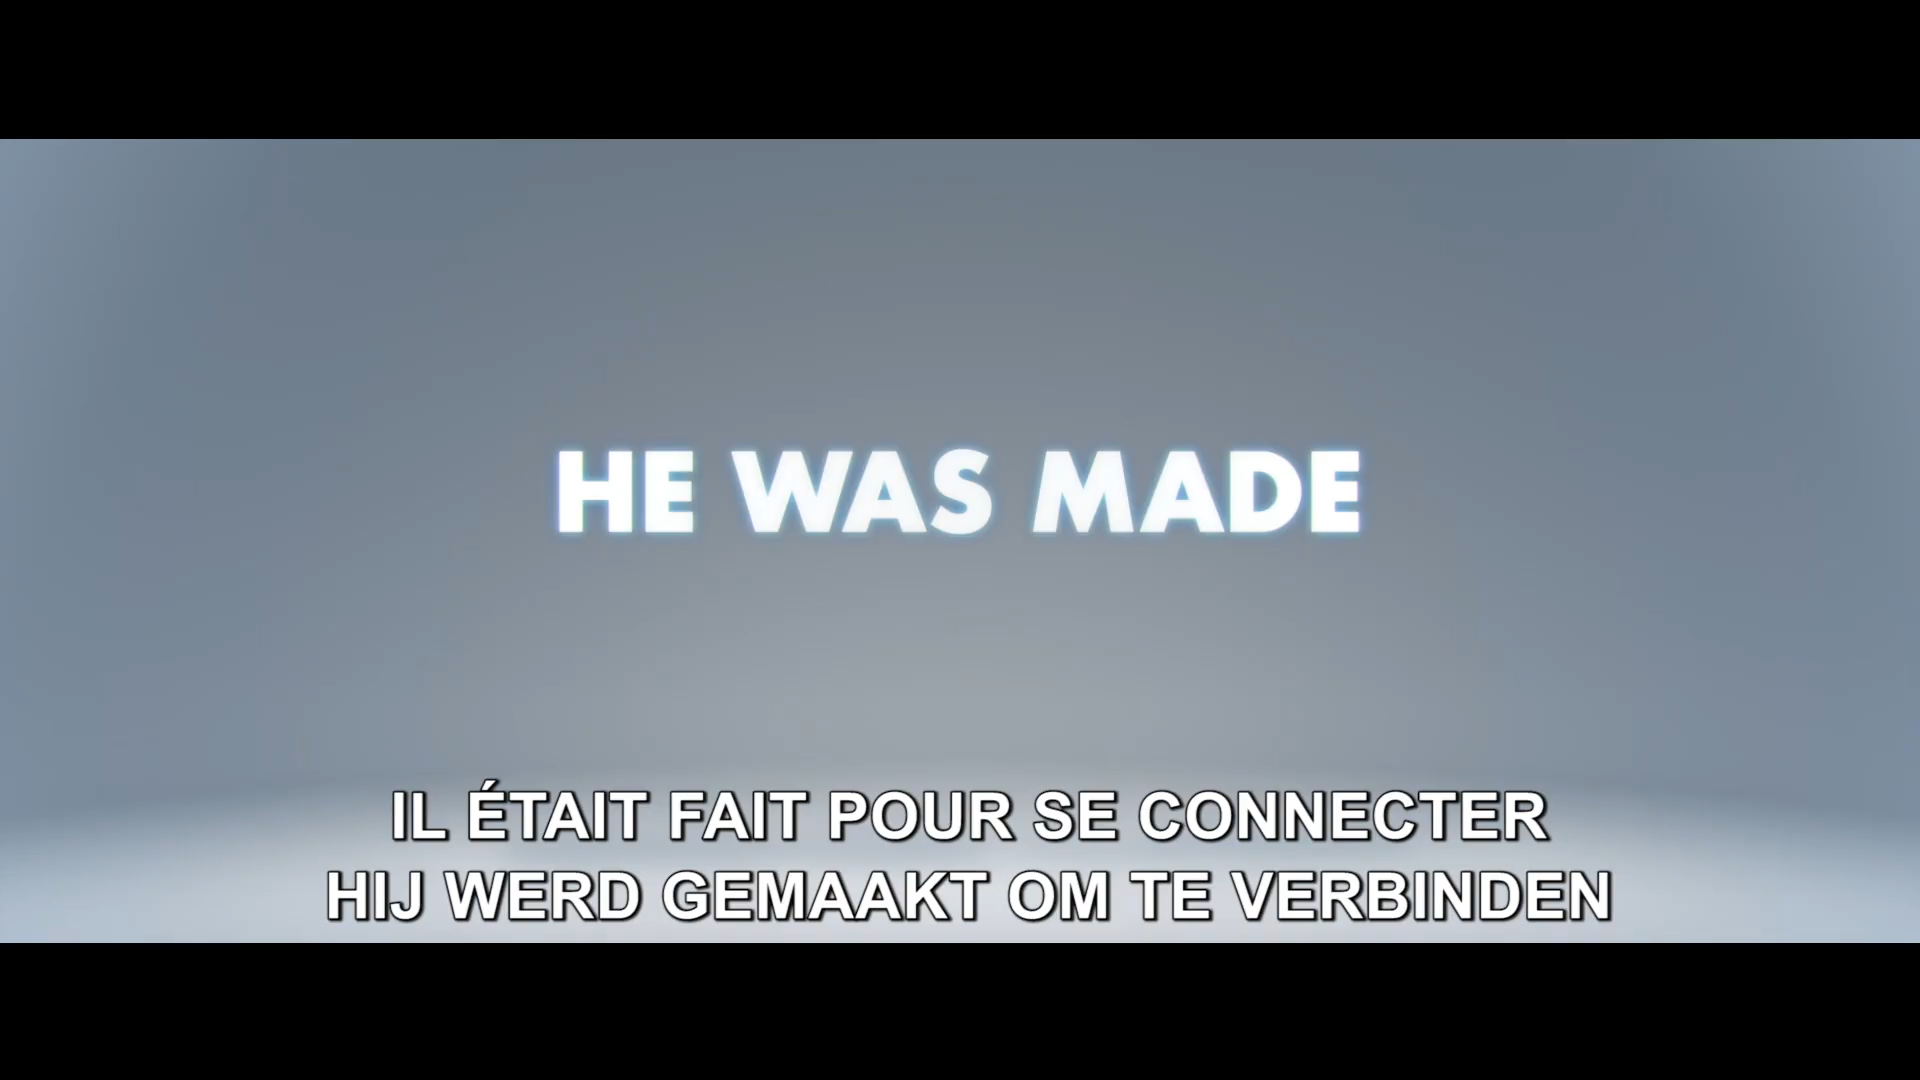 HE WAS MADE
IL ÉTAIT FAIT POUR SE CONNECTER
HIJ WERD GEMAAKT OM TE VERBINDEN